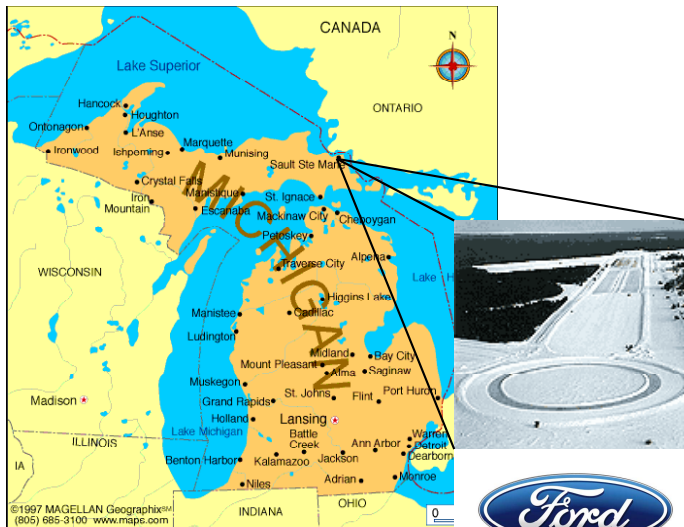 CANADA
N
Lake Superior
ONTARIO
Hancock
Houghton
Ontonagon
L'Anse
Marquette
Ironwood
Ishpeming
Munising
Sault Ste Marie
Crystal Falls
Manistique
St. Ignace
Iron
Mountain
Escanaba
Mackinaw City
Cheboygan
Petoskey
MICHIGAN
WISCONSIN
Alpena
Traverse City
Lake H
Higgins Lake
Manistee
Cadillac
Ludington
Midland
Bay City
Mount Pleasant
Alma
Saginaw
Muskegon
Madison
Grand Rapids
St. Johns
Flint
Port Huron
Holland
Lansing
Lake Michigan
Battle
Creek
Ann Arbor
Warren
Detroit
ILLINOIS
Dearborn
IA
Benton Harbor
Kalamazoo
Jackson
Niles
Adrian
Monroe
©1997 MAGELLAN Geographix℠
(805) 685-3100 www.maps.com
INDIANA
OHIO
0
Ford